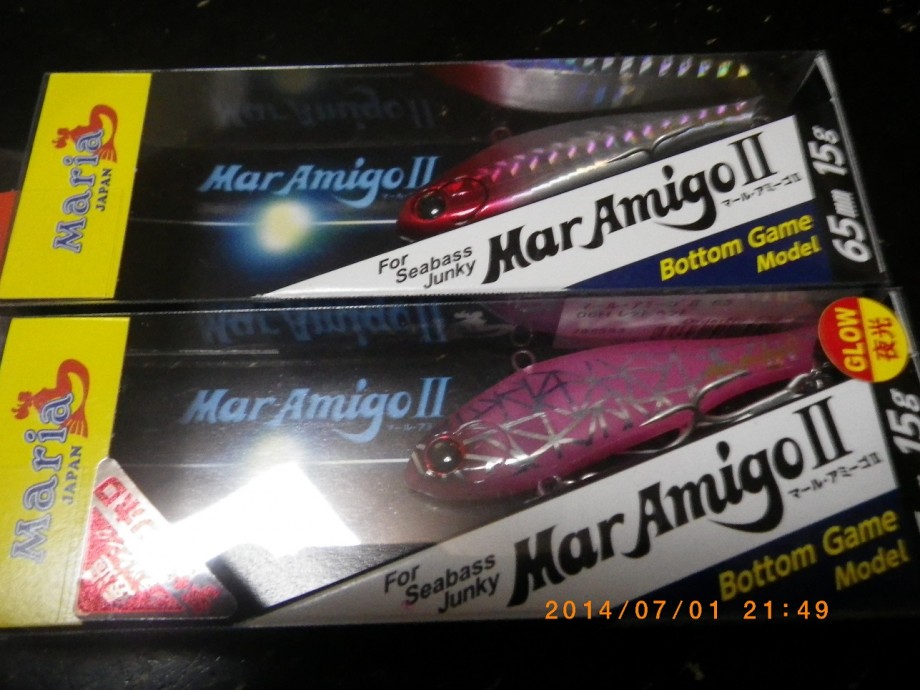 Maria
JAPAN
Mar Amigo II
Mar Amigo II
For
Seabass
Junky
Mar Amigo II
マール・アミーゴⅡ
Bottom Game
Model
65mm 15g
Maria
JAPAN
Mar Amigo II
For
Seabass
Junky
Mar Amigo II
マール・アミーゴⅡ
Bottom Game
Model
GLOW
夜光
15g
2014/07/01 21:49